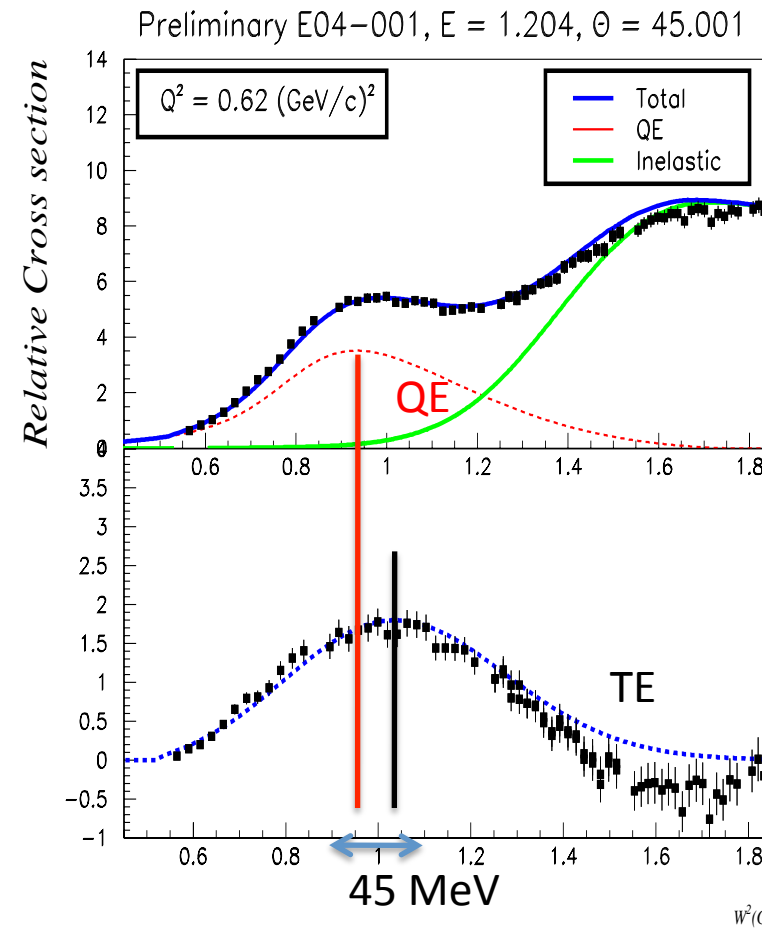 Preliminary E04-001, E = 1.204, Θ = 45.001
Relative Cross section
Q² = 0.62 (GeV/c)²
Total
QE
Inelastic
14
12
10
8
6
4
2
0
QE
0.6 0.8 1 1.2 1.4 1.6 1.8
3.5
3
2.5
2
1.5
1
0.5
0
-0.5
-1
TE
0.6 0.8 1 1.2 1.4 1.6 1.8
45 MeV
W²(